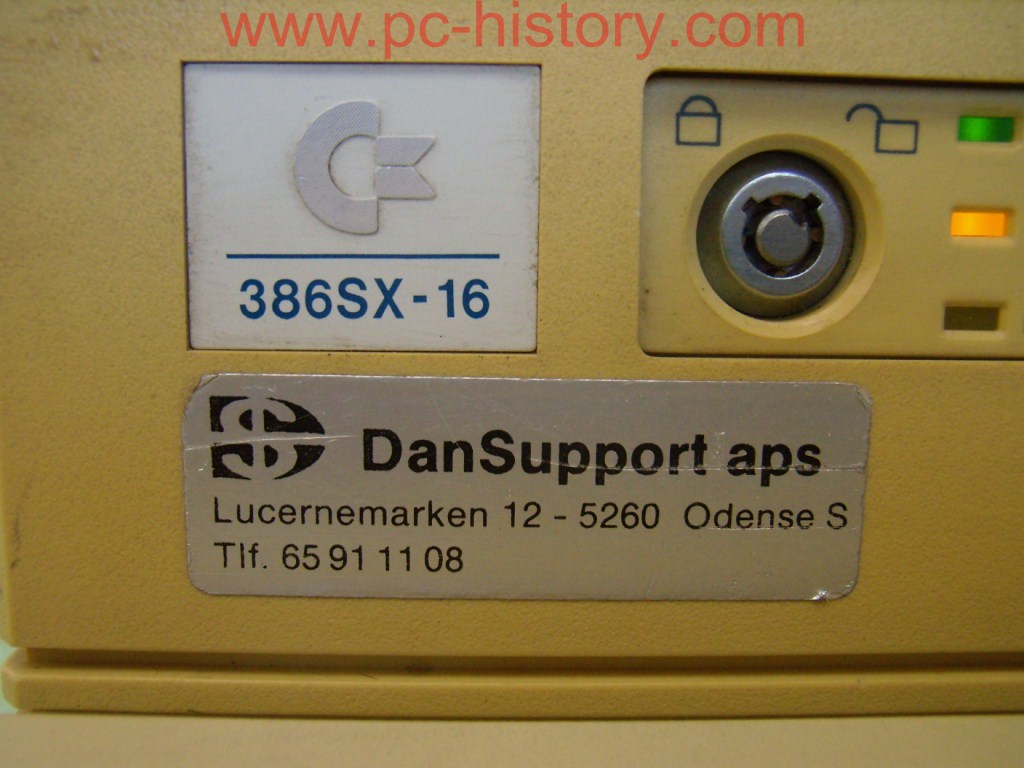 www.pc-history.com
386SX-16
DanSupport aps
Lucernemarken 12 - 5260 Odense S
Tlf. 65 91 11 08